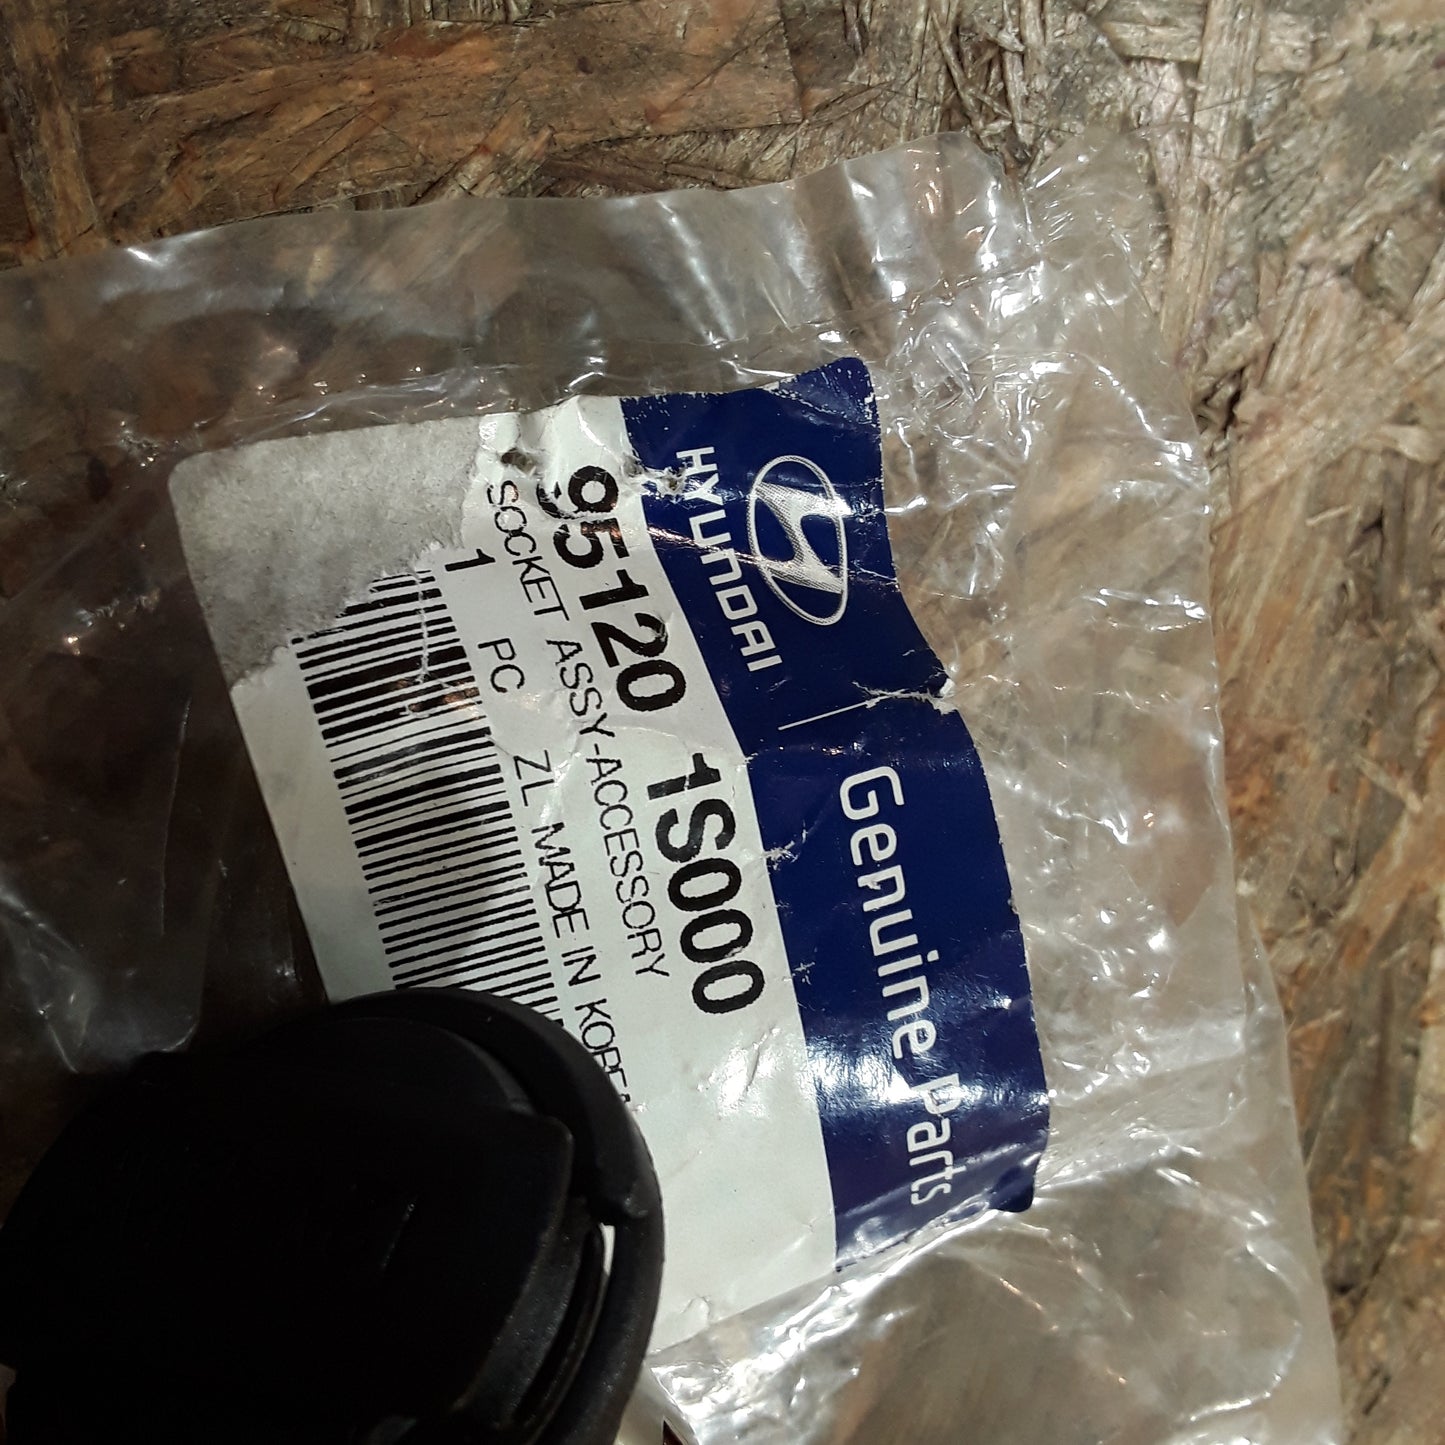 HYUNDAI | Genuine Parts
95120 1S000
SOCKET ASSY-ACCESSORY
1 PC ZL MADE IN KOREA